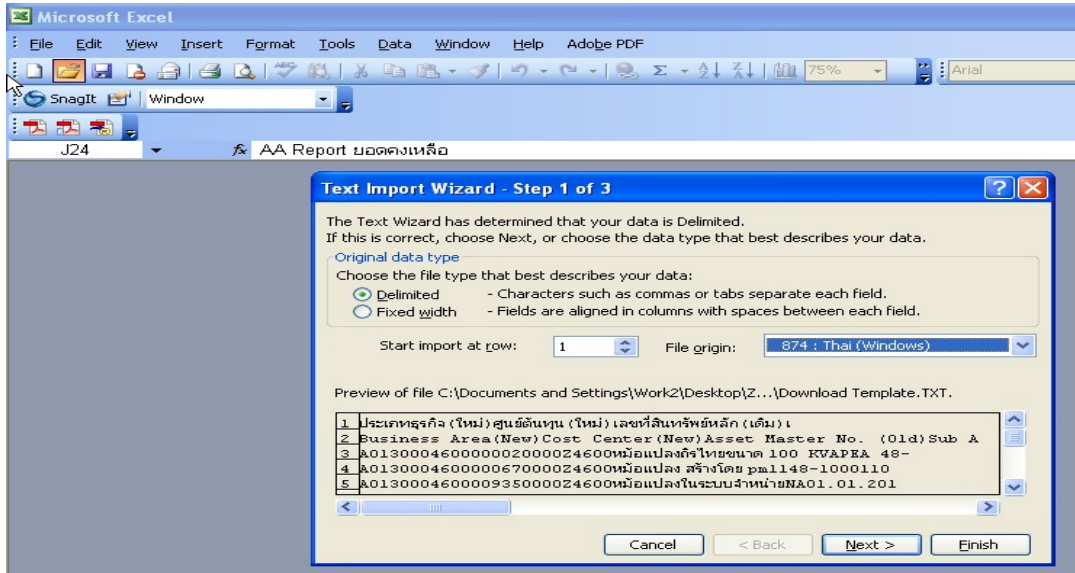 Microsoft Excel
File Edit View Insert Format Tools Data Window Help Adobe PDF
75% Arial
SnagIt Window
J24 fx AA Report ยอดคงเหลือ
Text Import Wizard - Step 1 of 3
The Text Wizard has determined that your data is Delimited.
If this is correct, choose Next, or choose the data type that best describes your data.
Original data type
Choose the file type that best describes your data:
Delimited - Characters such as commas or tabs separate each field.
Fixed width - Fields are aligned in columns with spaces between each field.
Start import at row: 1 File origin: 874 : Thai (Windows)
Preview of file C:\Documents and Settings\Work2\Desktop\Z...\Download Template.TXT.
1 ประเภทธุรกิจ (ใหม่) ศูนย์ต้นทุน (ใหม่) เลขที่สินทรัพย์หลัก (เดิม) เ
2 Business Area(New)Cost Center(New)Asset Master No. (Old)Sub A
3 A0130004600000020000Z4600หม้อแปลงถิรไทยขนาด 100 KVAPEA 48-
4 A01300046000006700000Z4600หม้อแปลง สร้างโดย pm1148-1000110
5 A01300046000093500000Z4600หม้อแปลงในระบบจำหน่ายNA01.01.201
Cancel < Back Next > Finish